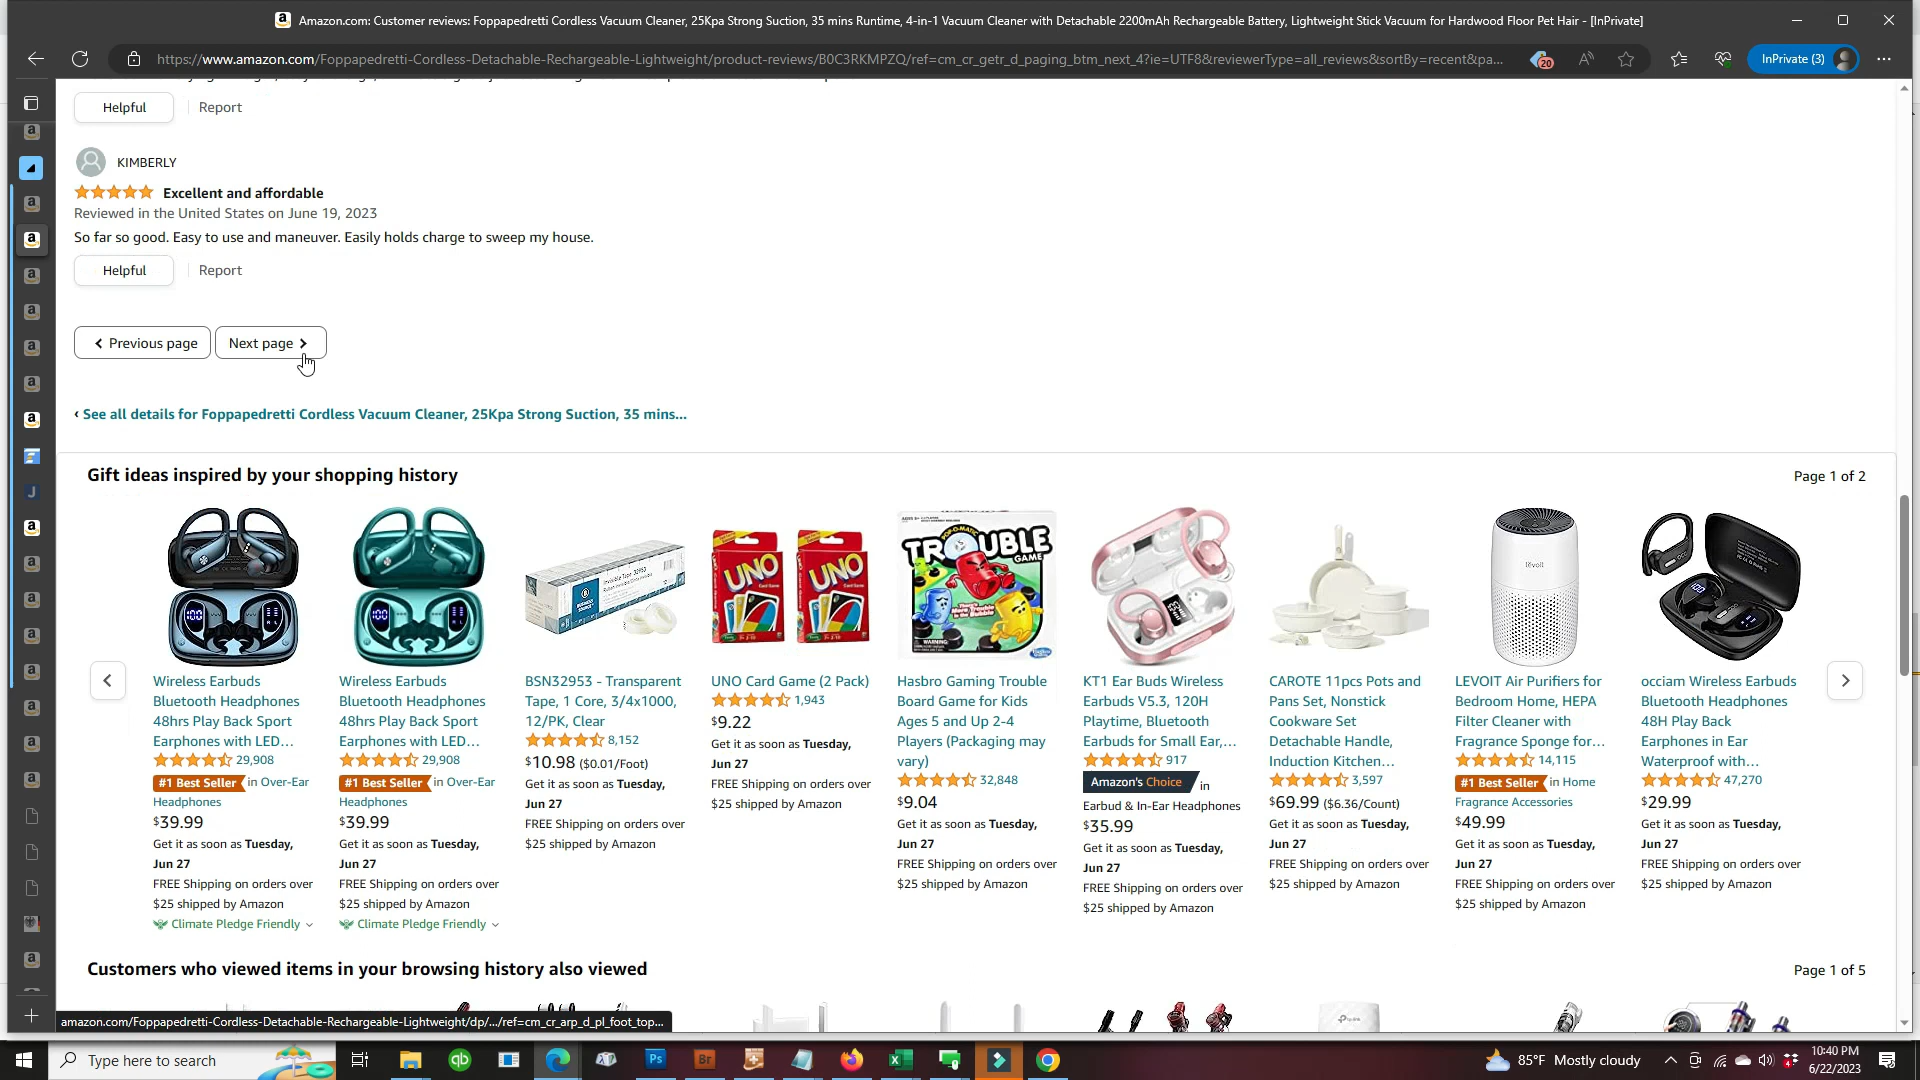 Amazon.com: Customer reviews: Foppapedretti Cordless Vacuum Cleaner, 25Kpa Strong Suction, 35 mins Runtime, 4-in-1 Vacuum Cleaner with Detachable 2200mAh Rechargeable Battery, Lightweight Stick Vacuum for Hardwood Floor Pet Hair - [InPrivate]
https://www.amazon.com/Foppapedretti-Cordless-Detachable-Rechargeable-Lightweight/product-reviews/B0C3RKMPZQ/ref=cm_cr_getr_d_paging_btm_next_4?ie=UTF8&reviewerType=all_reviews&sortBy=recent&pa...
20
InPrivate (3)
Helpful
Report
KIMBERLY
Excellent and affordable
Reviewed in the United States on June 19, 2023
So far so good. Easy to use and maneuver. Easily holds charge to sweep my house.
Helpful
Report
Previous page
Next page
‹ See all details for Foppapedretti Cordless Vacuum Cleaner, 25Kpa Strong Suction, 35 mins...
Gift ideas inspired by your shopping history
Page 1 of 2
Wireless Earbuds
Bluetooth Headphones
48hrs Play Back Sport
Earphones with LED...
29,908
#1 Best Seller in Over-Ear
Headphones
$39.99
Get it as soon as Tuesday,
Jun 27
FREE Shipping on orders over
$25 shipped by Amazon
Climate Pledge Friendly
Wireless Earbuds
Bluetooth Headphones
48hrs Play Back Sport
Earphones with LED...
29,908
#1 Best Seller in Over-Ear
Headphones
$39.99
Get it as soon as Tuesday,
Jun 27
FREE Shipping on orders over
$25 shipped by Amazon
Climate Pledge Friendly
BSN32953 - Transparent
Tape, 1 Core, 3/4x1000,
12/PK, Clear
8,152
$10.98 ($0.01/Foot)
Get it as soon as Tuesday,
Jun 27
FREE Shipping on orders over
$25 shipped by Amazon
UNO
UNO
UNO Card Game (2 Pack)
1,943
$9.22
Get it as soon as Tuesday,
Jun 27
FREE Shipping on orders over
$25 shipped by Amazon
TROUBLE
GAME
Hasbro Gaming Trouble
Board Game for Kids
Ages 5 and Up 2-4
Players (Packaging may
vary)
32,848
$9.04
Get it as soon as Tuesday,
Jun 27
FREE Shipping on orders over
$25 shipped by Amazon
KT1 Ear Buds Wireless
Earbuds V5.3, 120H
Playtime, Bluetooth
Earbuds for Small Ear,...
917
Amazon's Choice in
Earbud & In-Ear Headphones
$35.99
Get it as soon as Tuesday,
Jun 27
FREE Shipping on orders over
$25 shipped by Amazon
CAROTE 11pcs Pots and
Pans Set, Nonstick
Cookware Set
Detachable Handle,
Induction Kitchen...
3,597
$69.99 ($6.36/Count)
Get it as soon as Tuesday,
Jun 27
FREE Shipping on orders over
$25 shipped by Amazon
levoit
LEVOIT Air Purifiers for
Bedroom Home, HEPA
Filter Cleaner with
Fragrance Sponge for...
14,115
#1 Best Seller in Home
Fragrance Accessories
$49.99
Get it as soon as Tuesday,
Jun 27
FREE Shipping on orders over
$25 shipped by Amazon
occiam Wireless Earbuds
Bluetooth Headphones
48H Play Back
Earphones in Ear
Waterproof with...
47,270
$29.99
Get it as soon as Tuesday,
Jun 27
FREE Shipping on orders over
$25 shipped by Amazon
Customers who viewed items in your browsing history also viewed
Page 1 of 5
amazon.com/Foppapedretti-Cordless-Detachable-Rechargeable-Lightweight/dp/.../ref=cm_cr_arp_d_pl_foot_top...
Type here to search
85°F Mostly cloudy
10:40 PM
6/22/2023